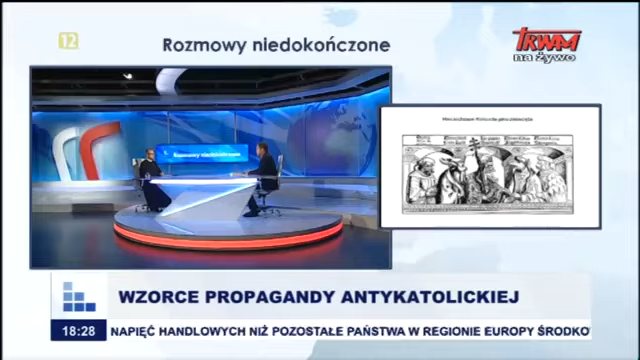 12
Rozmowy niedokończone
TRWAM
na żywo
Rozmowy niedokończone
WZORCE PROPAGANDY ANTYKATOLICKIEJ
18:28
NAPIĘĆ HANDLOWYCH NIŻ POZOSTAŁE PAŃSTWA W REGIONIE EUROPY ŚRODKO